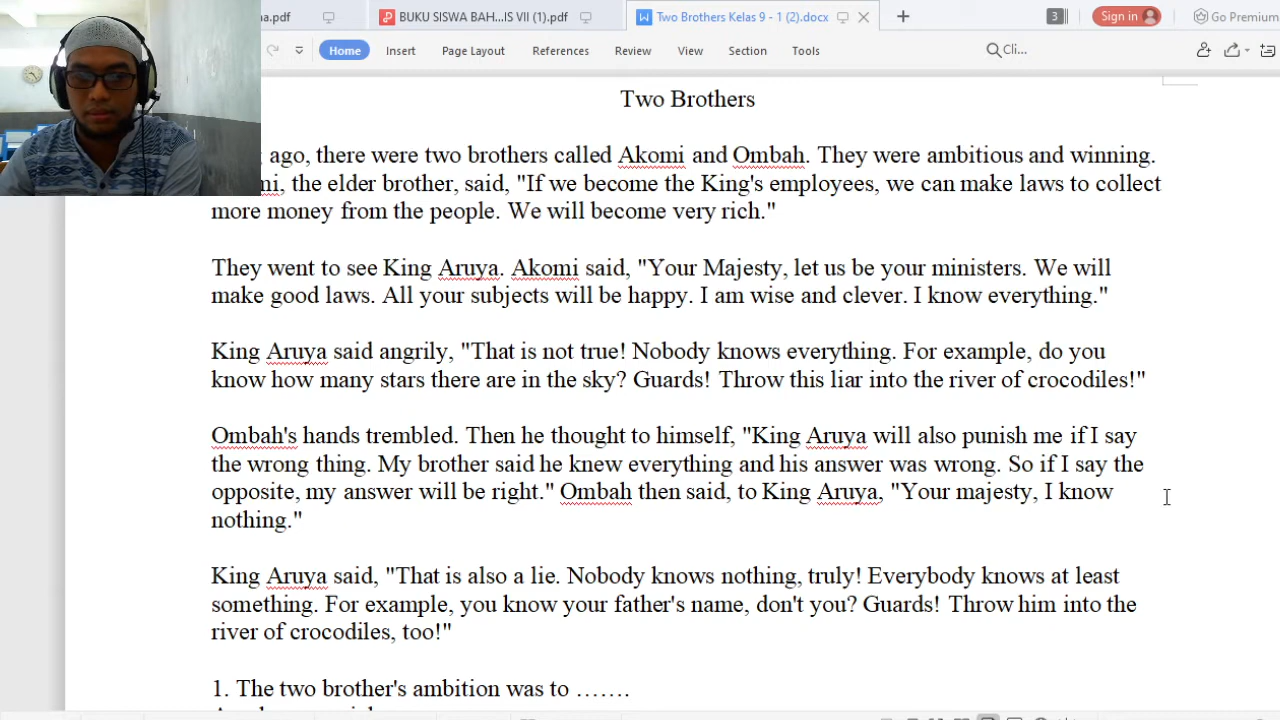 a.pdf
BUKU SISWA BAH...IS VII (1).pdf
Two Brothers Kelas 9 - 1 (2).docx
3
Sign in
Go Premium
Home Insert Page Layout References Review View Section Tools Cli...
Two Brothers
ago, there were two brothers called Akomi and Ombah. They were ambitious and winning.
the elder brother, said, "If we become the King's employees, we can make laws to collect
more money from the people. We will become very rich."
They went to see King Aruya. Akomi said, "Your Majesty, let us be your ministers. We will
make good laws. All your subjects will be happy. I am wise and clever. I know everything."
King Aruya said angrily, "That is not true! Nobody knows everything. For example, do you
know how many stars there are in the sky? Guards! Throw this liar into the river of crocodiles!"
Ombah's hands trembled. Then he thought to himself, "King Aruya will also punish me if I say
the wrong thing. My brother said he knew everything and his answer was wrong. So if I say the
opposite, my answer will be right." Ombah then said, to King Aruya, "Your majesty, I know
nothing."
King Aruya said, "That is also a lie. Nobody knows nothing, truly! Everybody knows at least
something. For example, you know your father's name, don't you? Guards! Throw him into the
river of crocodiles, too!"
1. The two brother's ambition was to …….